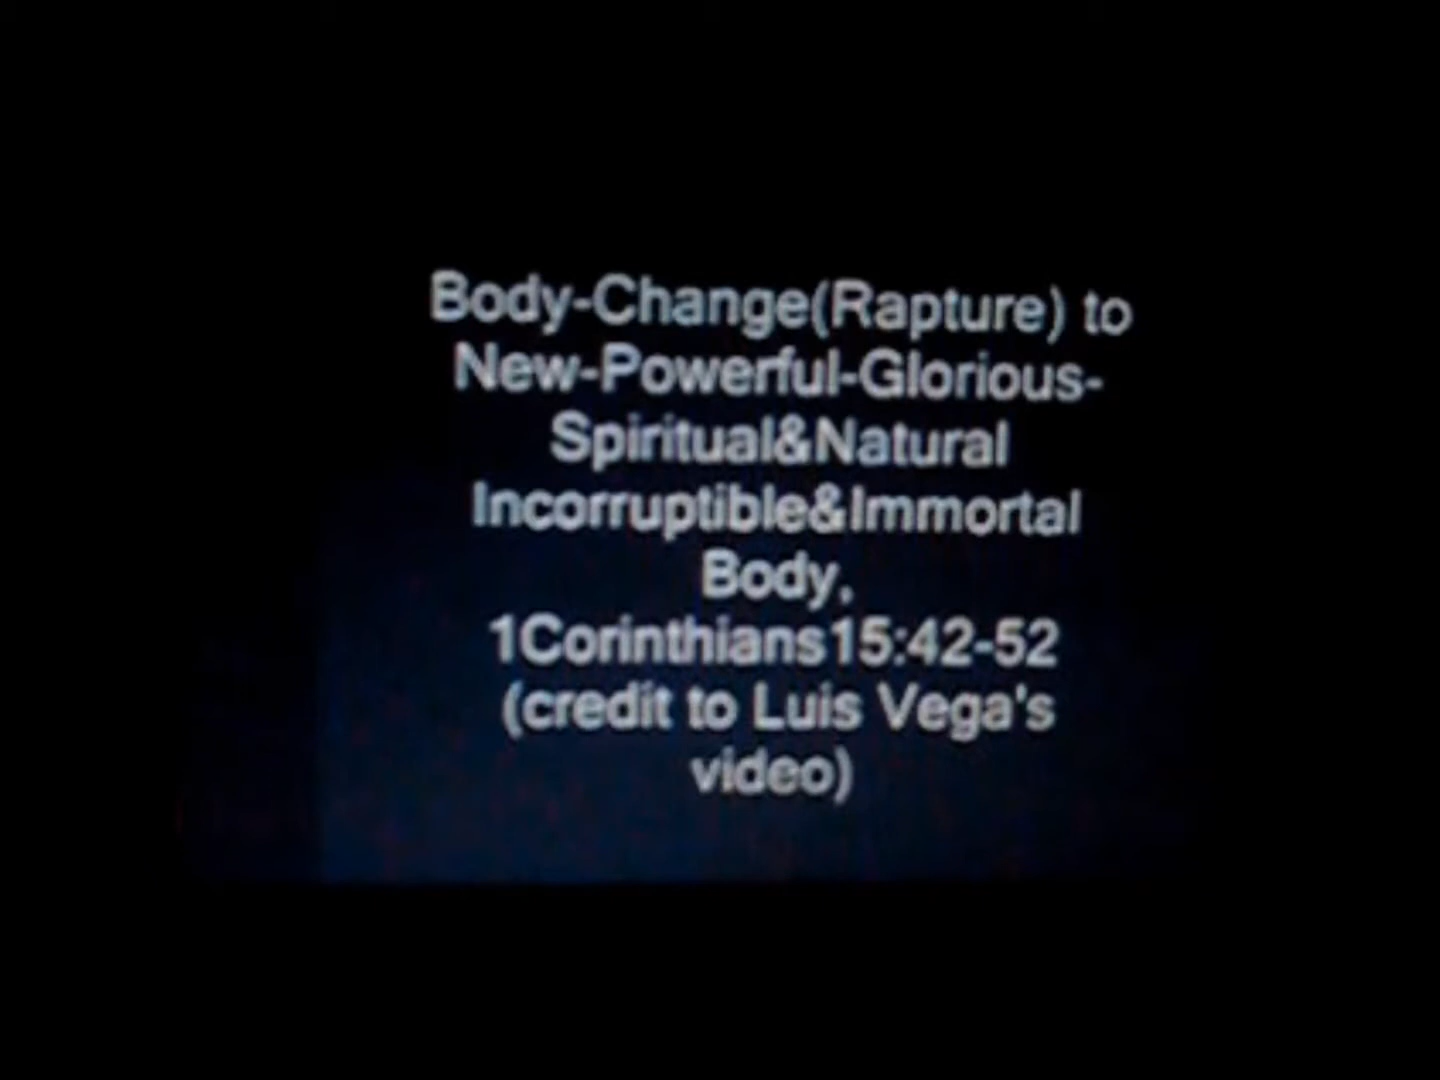 Body-Change(Rapture) to
New-Powerful-Glorious-
Spiritual&Natural
Incorruptible&Immortal
Body,
1Corinthians15:42-52
(credit to Luis Vega's
video)